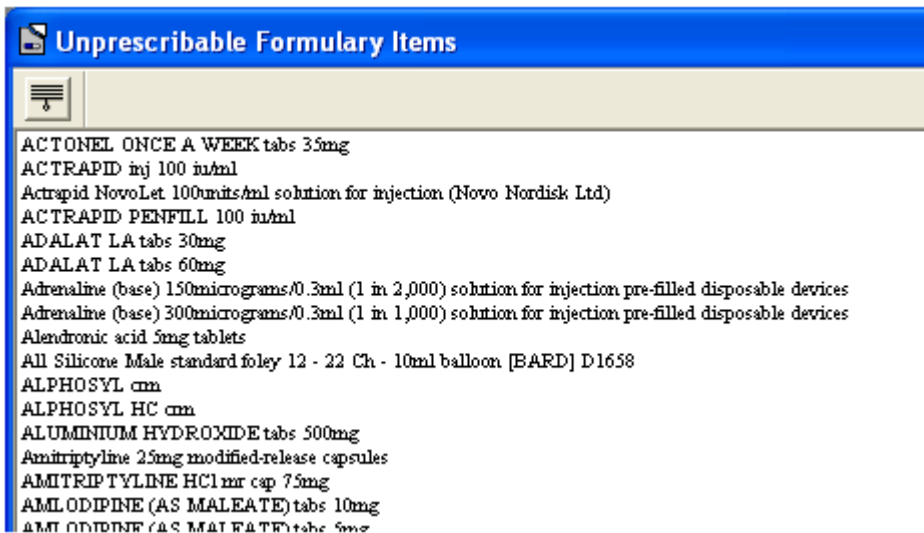 Unprescribable Formulary Items
ACTONEL ONCE A WEEK tabs 35mg
ACTRAPID inj 100 iu/ml
Actrapid NovoLet 100units/ml solution for injection (Novo Nordisk Ltd)
ACTRAPID PENFILL 100 iu/ml
ADALAT LA tabs 30mg
ADALAT LA tabs 60mg
Adrenaline (base) 150micrograms/0.3ml (1 in 2,000) solution for injection pre-filled disposable devices
Adrenaline (base) 300micrograms/0.3ml (1 in 1,000) solution for injection pre-filled disposable devices
Alendronic acid 5mg tablets
All Silicone Male standard foley 12 - 22 Ch - 10ml balloon [BARD] D1658
ALPHOSYL crm
ALPHOSYL HC crm
ALUMINIUM HYDROXIDE tabs 500mg
Amitriptyline 25mg modified-release capsules
AMITRIPTYLINE HCl mr cap 75mg
AMLODIPINE (AS MALEATE) tabs 10mg
AMLODIPINE (AS MALEATE) tabs 5mg